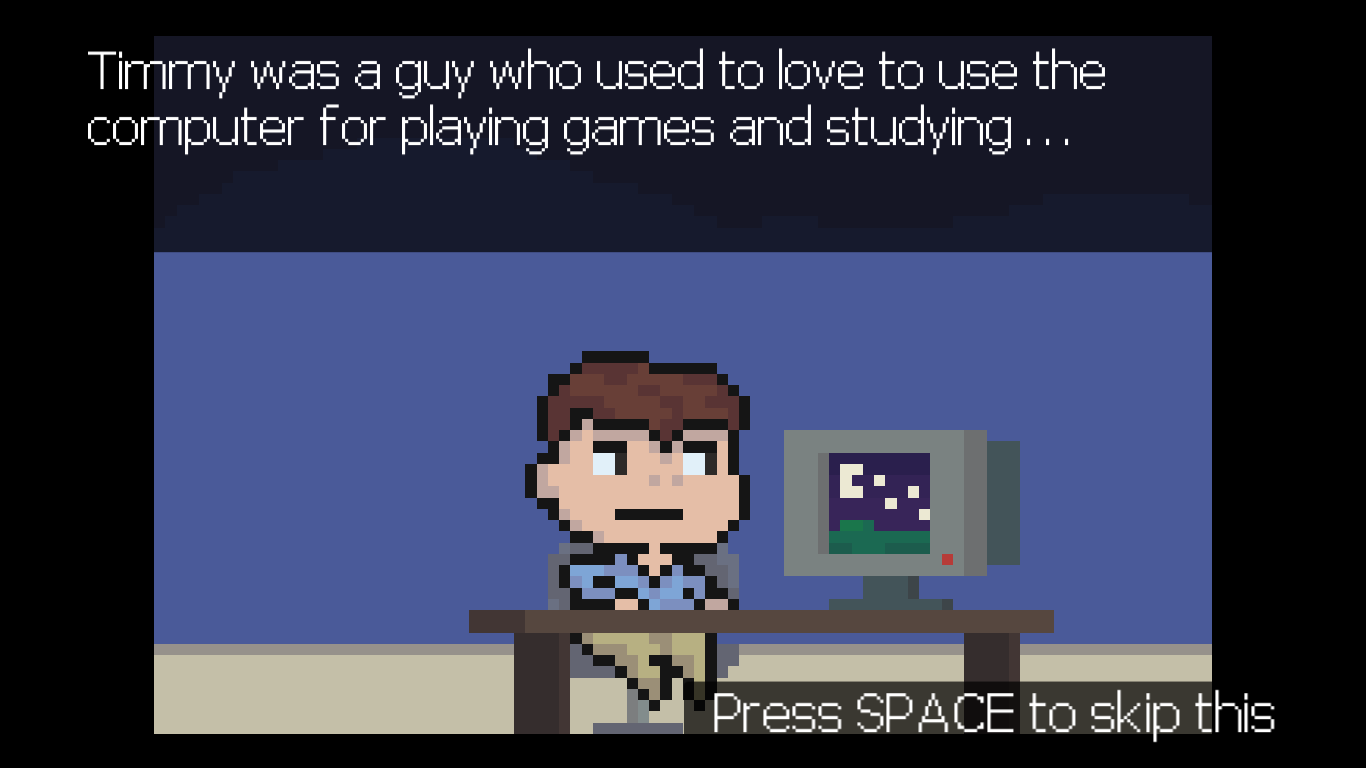 Timmy was a guy who used to love to use the
computer for playing games and studying...
Press SPACE to skip this